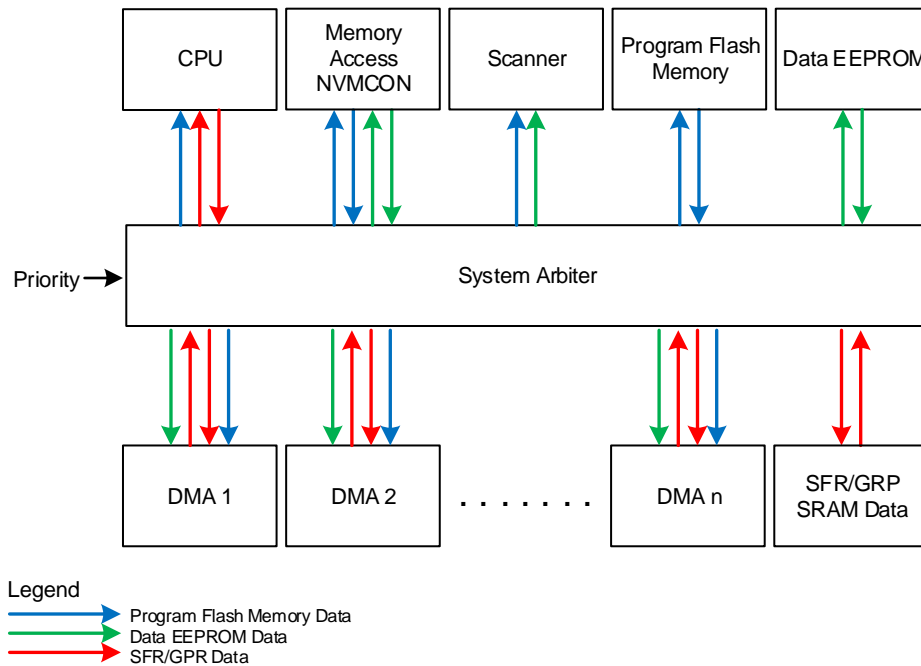 CPU
Memory
Access
NVMCON
Scanner
Program Flash
Memory
Data EEPROM
Priority
System Arbiter
DMA 1
DMA 2
. . . . . . .
DMA n
SFR/GRP
SRAM Data
Legend
Program Flash Memory Data
Data EEPROM Data
SFR/GPR Data